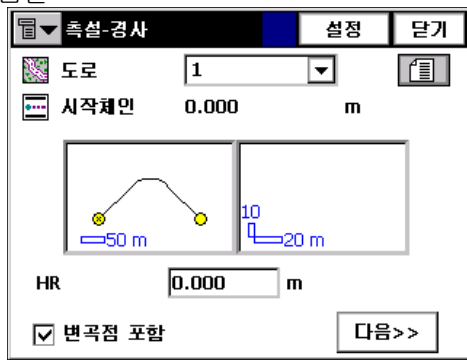 측설-경사 설정 닫기
도로 1
시작체인 0.000 m
50 m
10
20 m
HR 0.000 m
변곡점 포함 다음>>